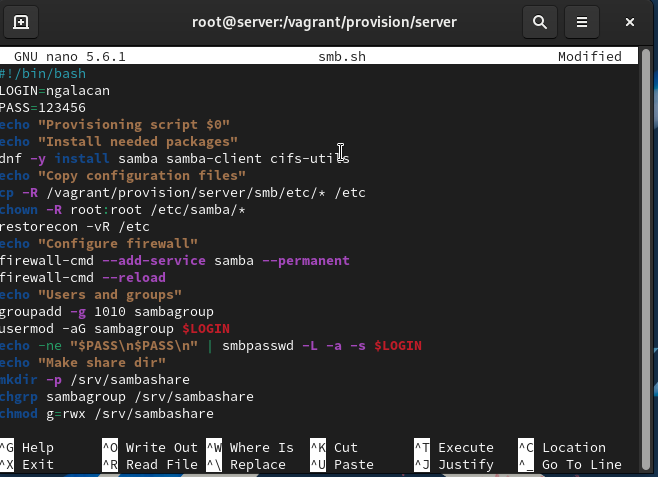 root@server:/vagrant/provision/server
GNU nano 5.6.1 smb.sh Modified
#!/bin/bash
LOGIN=ngalacan
PASS=123456
echo "Provisioning script $0"
echo "Install needed packages"
dnf -y install samba samba-client cifs-utils
echo "Copy configuration files"
cp -R /vagrant/provision/server/smb/etc/* /etc
chown -R root:root /etc/samba/*
restorecon -vR /etc
echo "Configure firewall"
firewall-cmd --add-service samba --permanent
firewall-cmd --reload
echo "Users and groups"
groupadd -g 1010 sambagroup
usermod -aG sambagroup $LOGIN
echo -ne "$PASS\n$PASS\n" | smbpasswd -L -a -s $LOGIN
echo "Make share dir"
mkdir -p /srv/sambashare
chgrp sambagroup /srv/sambashare
chmod g=rwx /srv/sambashare
^G Help ^O Write Out ^W Where Is ^K Cut ^T Execute ^C Location
^X Exit ^R Read File ^\ Replace ^U Paste ^J Justify ^_ Go To Line